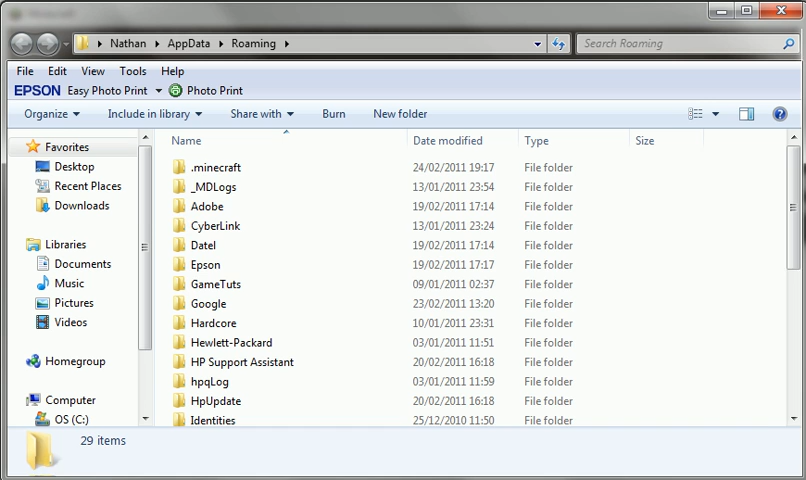 Nathan ▸ AppData ▸ Roaming ▸ Search Roaming
File Edit View Tools Help
EPSON Easy Photo Print Photo Print
Organize Include in library Share with Burn New folder
Name Date modified Type Size
Favorites
Desktop
Recent Places
Downloads
Libraries
Documents
Music
Pictures
Videos
Homegroup
Computer
OS (C:)
.minecraft 24/02/2011 19:17 File folder
_MDLogs 13/01/2011 23:54 File folder
Adobe 19/02/2011 17:14 File folder
CyberLink 13/01/2011 23:24 File folder
Datel 19/02/2011 17:14 File folder
Epson 19/02/2011 17:17 File folder
GameTuts 09/01/2011 02:37 File folder
Google 23/02/2011 13:20 File folder
Hardcore 10/01/2011 23:31 File folder
Hewlett-Packard 03/01/2011 11:51 File folder
HP Support Assistant 20/02/2011 16:18 File folder
hpqLog 03/01/2011 11:59 File folder
HpUpdate 20/02/2011 16:18 File folder
Identities 25/12/2010 11:50 File folder
29 items